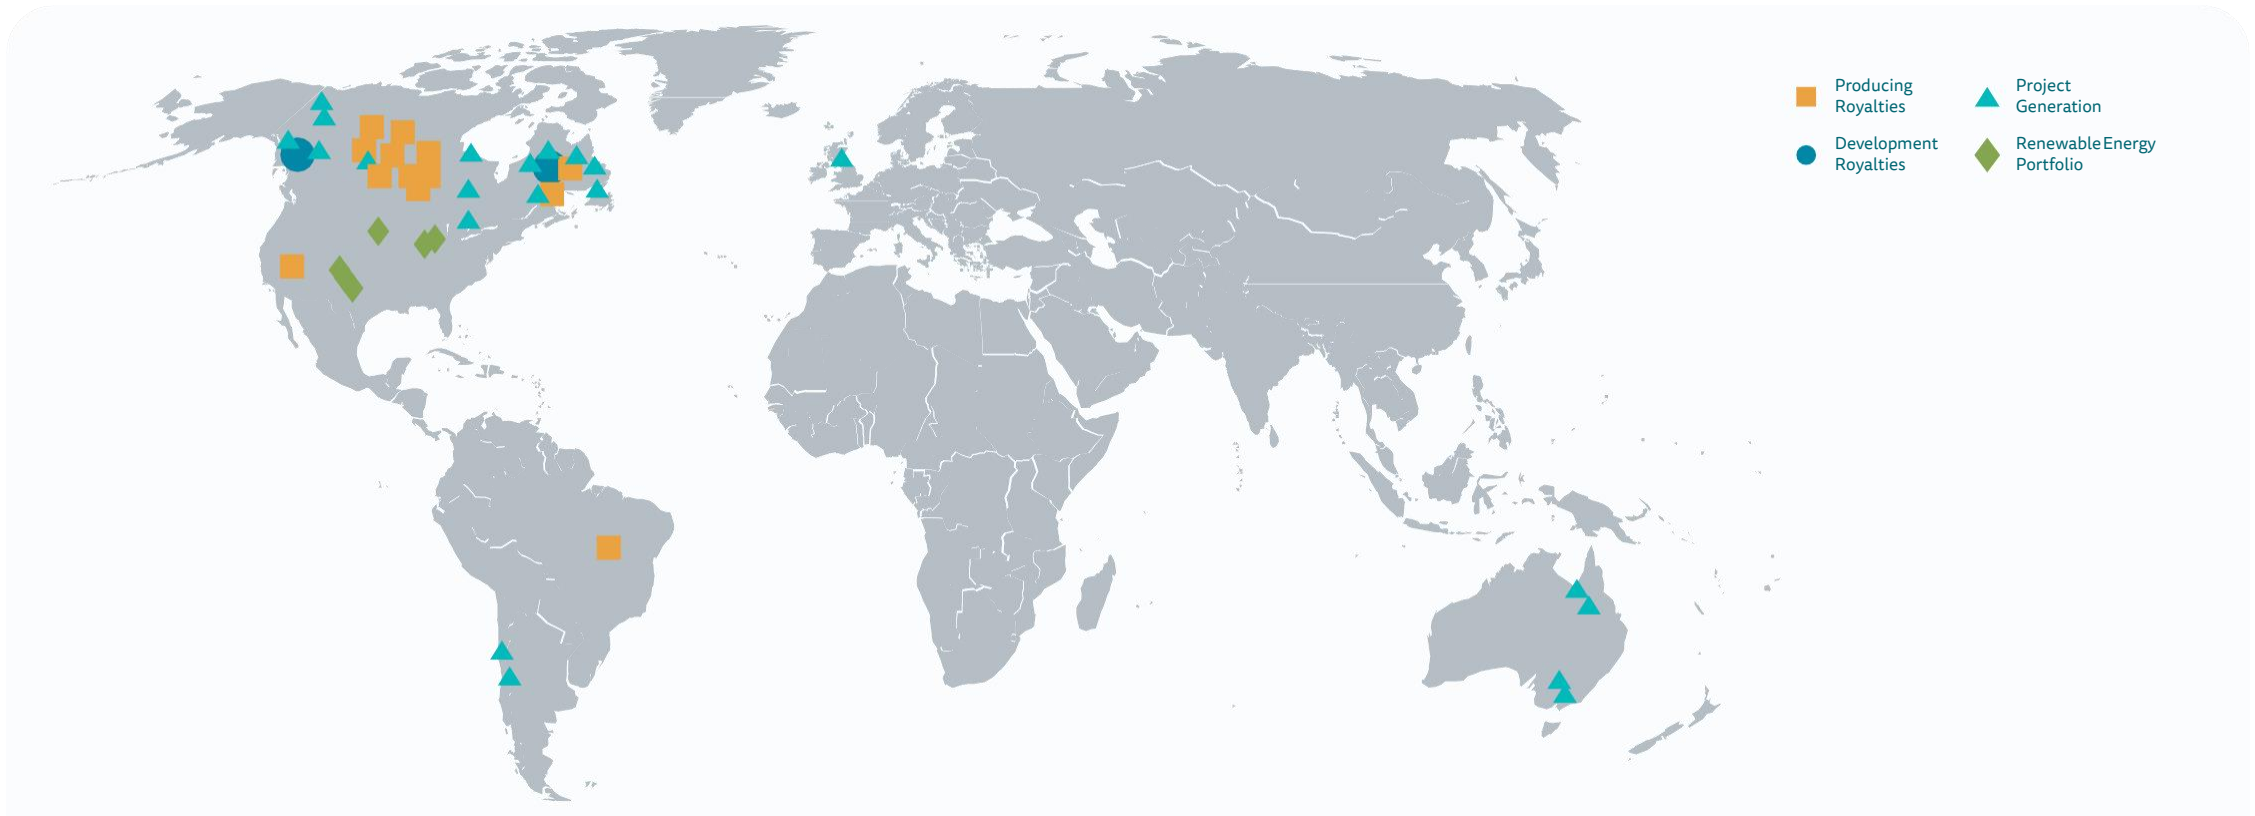 Producing
Royalties
Project
Generation
Development
Royalties
Renewable Energy
Portfolio